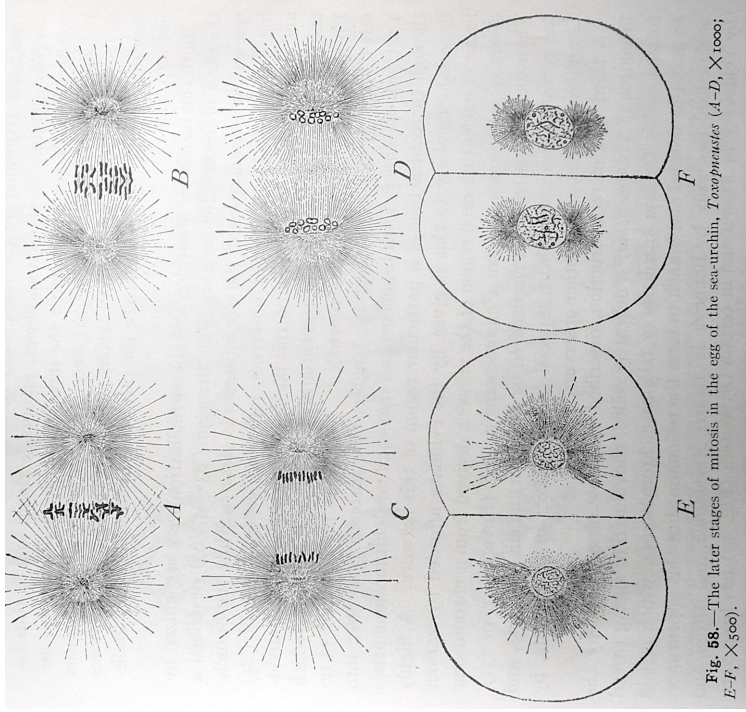 A
B
C
D
E
F
Fig. 58.—The later stages of mitosis in the egg of the sea-urchin, Toxopneustes (A–D, × 1000;
E–F, × 500).